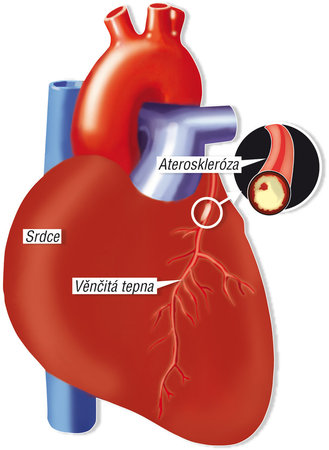 Ateroskleróza
Srdce
Věnčitá tepna